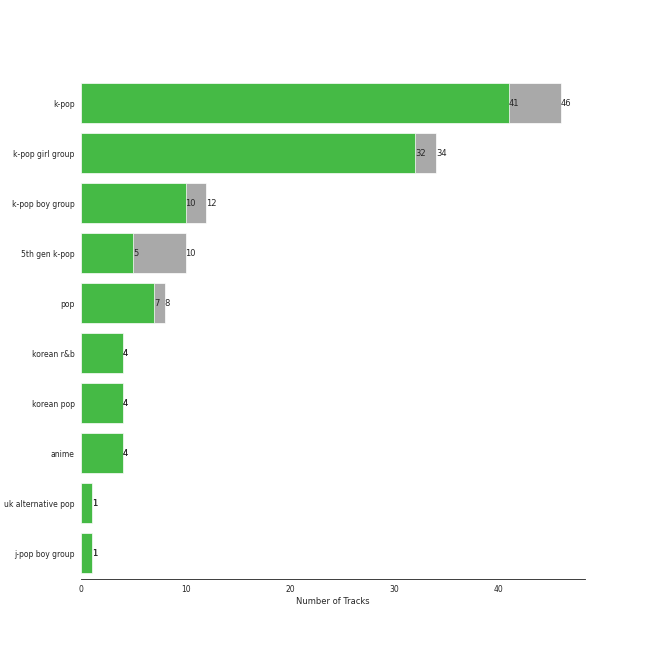 k-pop 41 46
k-pop girl group 32 34
k-pop boy group 10 12
5th gen k-pop 5 10
pop 7 8
korean r&b 4
korean pop 4
anime 4
uk alternative pop 1
j-pop boy group 1
0 10 20 30 40
Number of Tracks